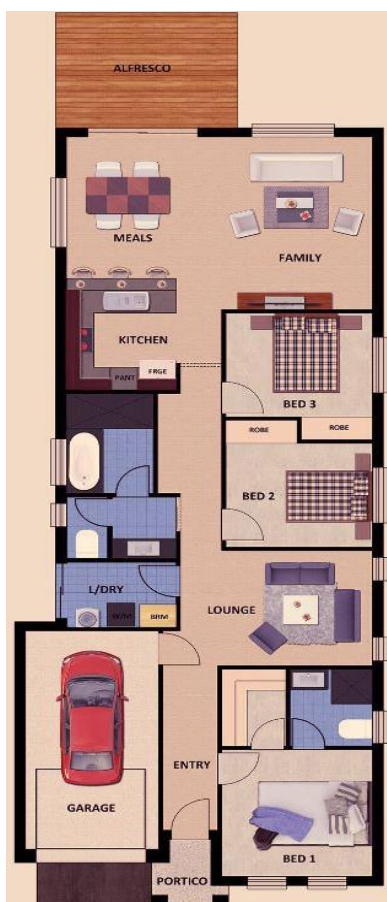 ALFRESCO
MEALS
FAMILY
KITCHEN
PANT
FRGE
BED 3
ROBE
ROBE
BED 2
L/DRY
BRM
LOUNGE
ENTRY
GARAGE
BED 1
PORTICO